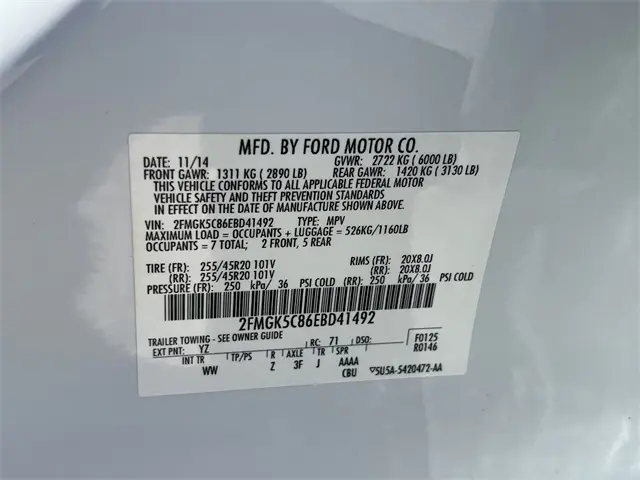 MFD. BY FORD MOTOR CO.
DATE: 11/14 GVWR: 2722 KG ( 6000 LB)
FRONT GAWR: 1311 KG ( 2890 LB) REAR GAWR: 1420 KG ( 3130 LB)
THIS VEHICLE CONFORMS TO ALL APPLICABLE FEDERAL MOTOR
VEHICLE SAFETY AND THEFT PREVENTION STANDARDS
IN EFFECT ON THE DATE OF MANUFACTURE SHOWN ABOVE.
VIN: 2FMGK5C86EBD41492 TYPE: MPV
MAXIMUM LOAD = OCCUPANTS + LUGGAGE = 526KG/1160LB
OCCUPANTS = 7 TOTAL; 2 FRONT, 5 REAR
TIRE (FR): 255/45R20 101V RIMS (FR): 20X8.0J
(RR): 255/45R20 101V (RR): 20X8.0J
PRESSURE (FR): 250 kPa/ 36 PSI COLD (RR): 250 kPa/ 36 PSI COLD
2FMGK5C86EBD41492
TRAILER TOWING - SEE OWNER GUIDE
EXT PNT: YZ RC: 71 DSO: F0125
R0146
INT TR TP/PS R AXLE TR SPR
WW Z 3F J AAAA
CBU 5U5A-5420472-AA